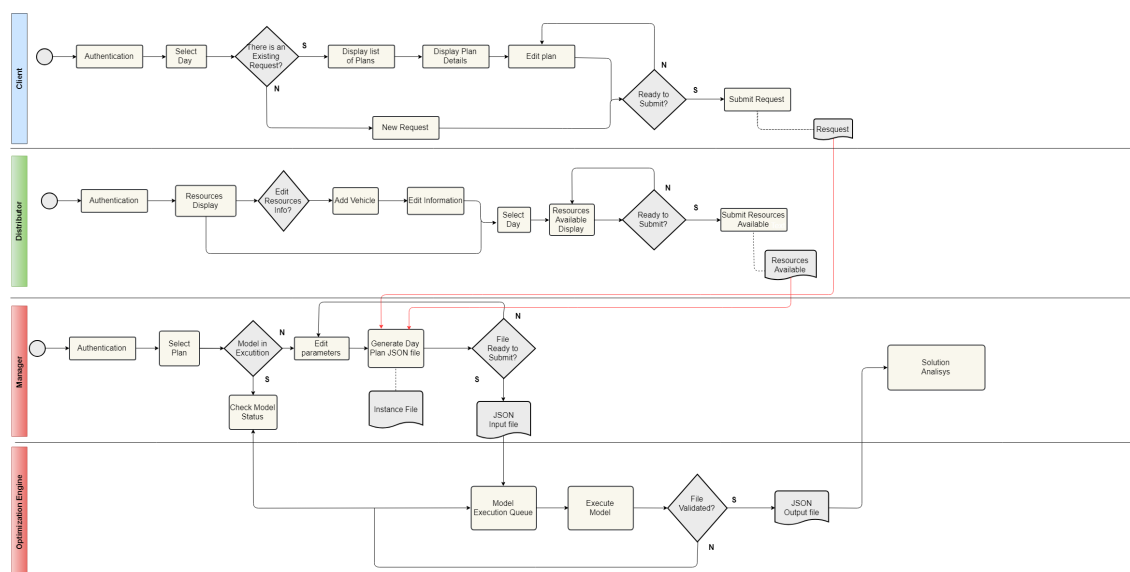 Client
Authentication
Select
Day
There is an
Existing
Request?
S
N
Display list
of Plans
Display Plan
Details
Edit plan
New Request
N
Ready to
Submit?
S
Submit Request
Resquest
Distributor
Authentication
Resources
Display
Edit
Resources
Info?
Add Vehicle
Edit Information
Select
Day
Resources
Available
Display
N
Ready to
Submit?
S
Submit Resources
Available
Resources
Available
Manager
Authentication
Select
Plan
Model in
Excutition
N
S
Check Model
Status
Edit
parameters
Generate Day
Plan JSON file
Instance File
N
File
Ready to
Submit?
S
JSON
Input file
Solution
Analisys
Optimization Engine
Model
Execution Queue
Execute
Model
File
Validated?
S
N
JSON
Output file